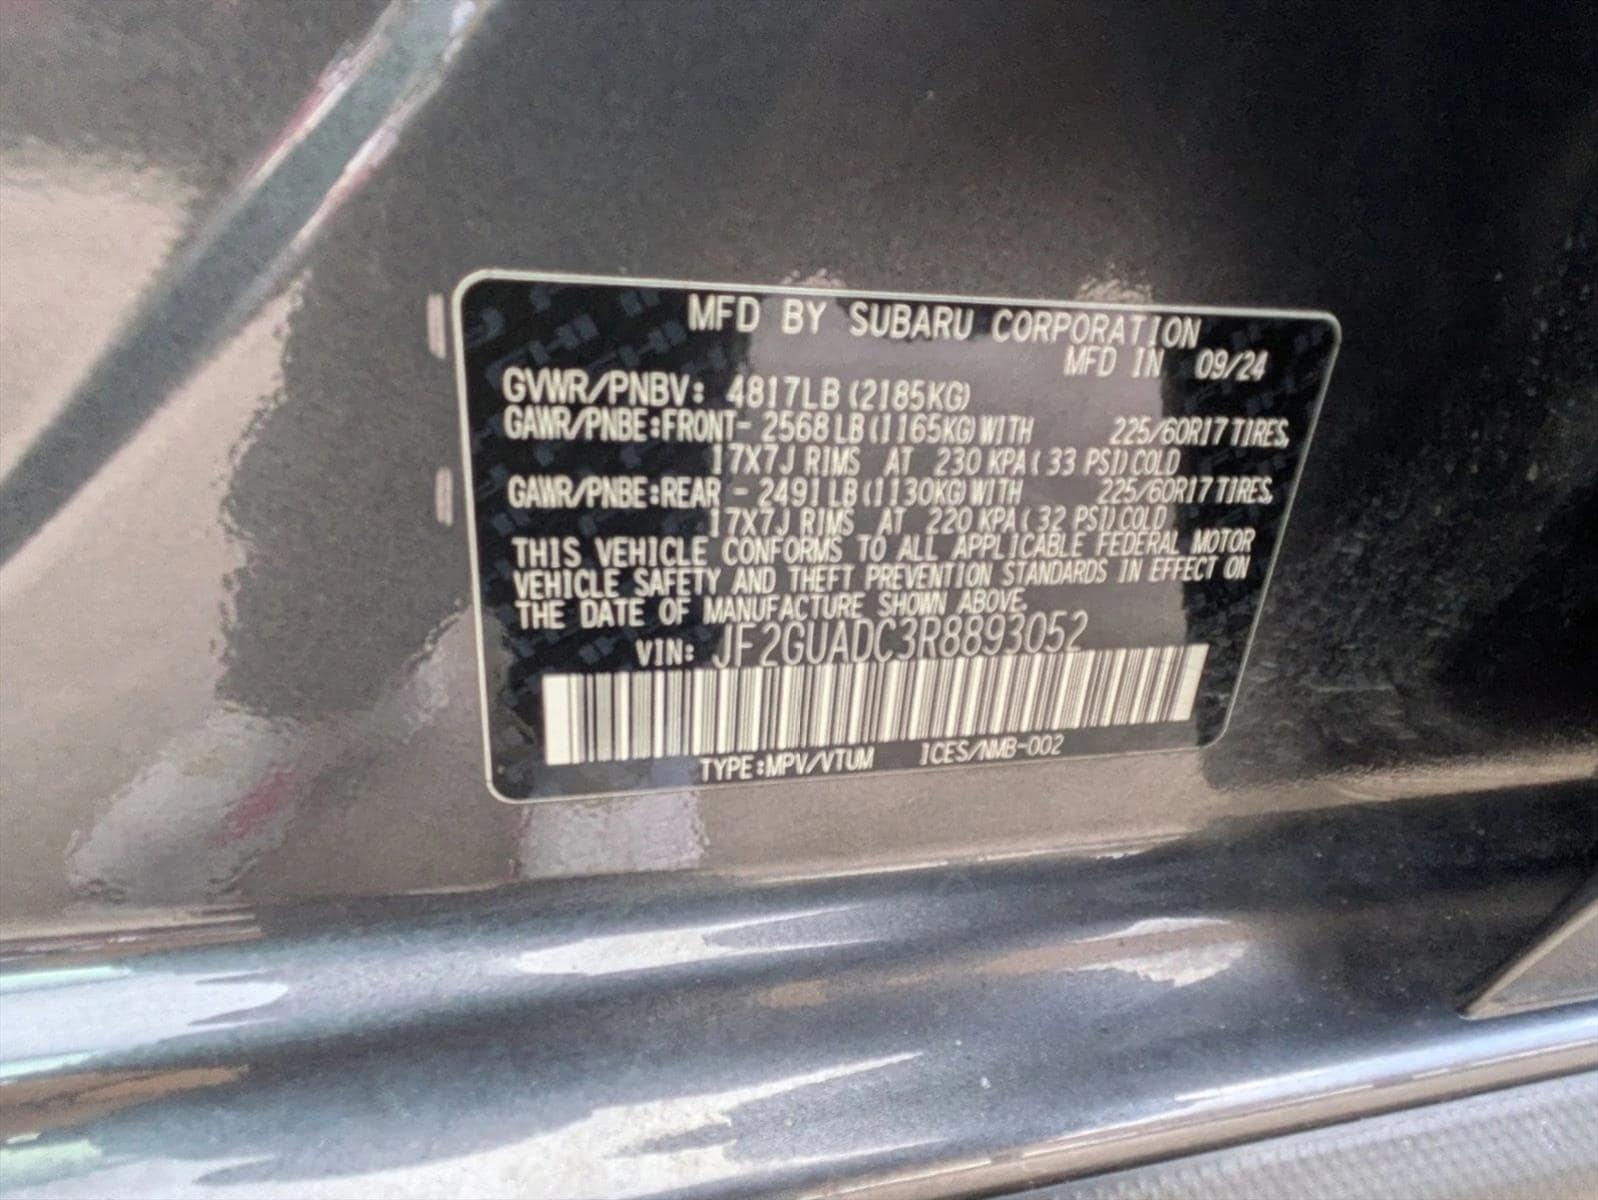 MFD BY SUBARU CORPORATION
MFD IN 09/24
GVWR/PNBV: 4817LB (2185KG)
GAWR/PNBE:FRONT- 2568 LB (1165KG) WITH 225/60R17 TIRES,
17X7J RIMS AT 230 KPA ( 33 PSI) COLD
GAWR/PNBE:REAR - 2491 LB (1130KG) WITH 225/60R17 TIRES,
17X7J RIMS AT 220 KPA ( 32 PSI) COLD
THIS VEHICLE CONFORMS TO ALL APPLICABLE FEDERAL MOTOR
VEHICLE SAFETY AND THEFT PREVENTION STANDARDS IN EFFECT ON
THE DATE OF MANUFACTURE SHOWN ABOVE.
VIN: JF2GUADC3R8893052
TYPE:MPV/VTUM ICES/NMB-002